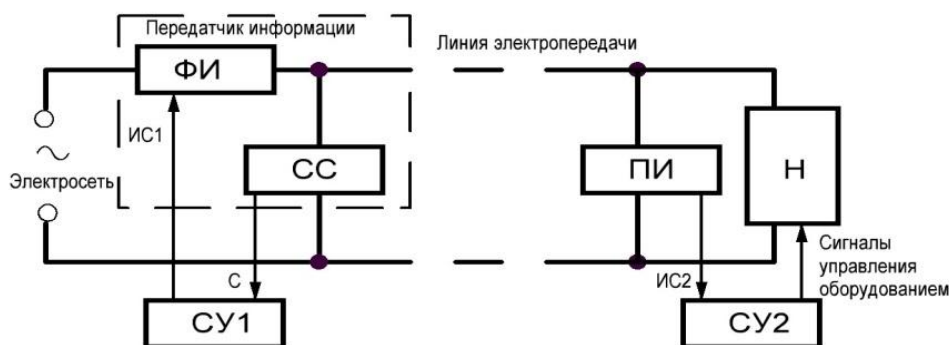 Передатчик информации
Линия электропередачи
ФИ
ИС1
СС
ПИ
Н
Электросеть
С
ИС2
Сигналы
управления
оборудованием
СУ1
СУ2